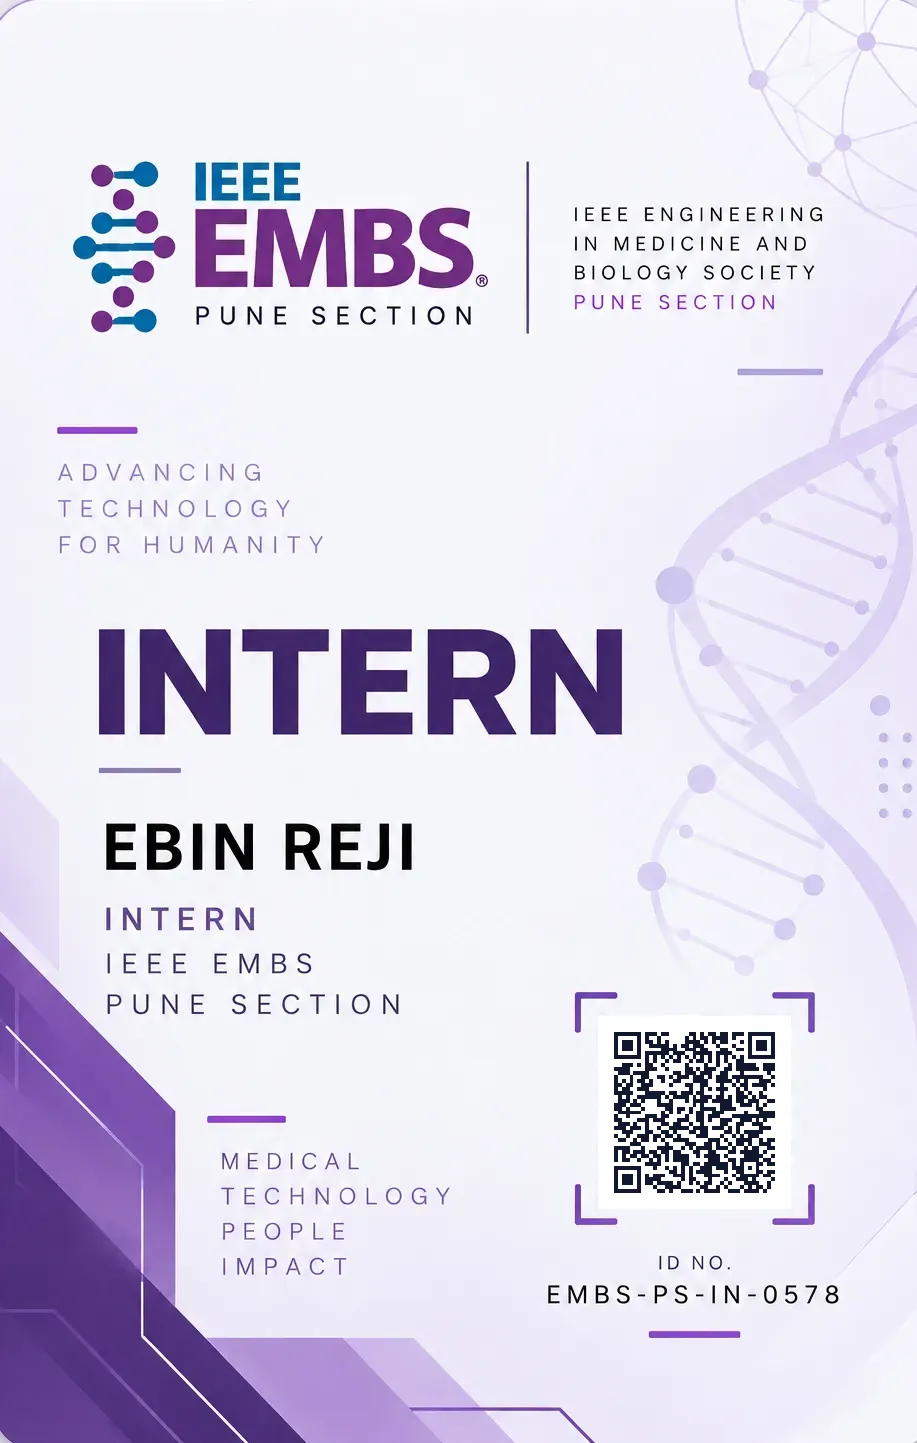 IEEE
EMBS®
PUNE SECTION
IEEE ENGINEERING
IN MEDICINE AND
BIOLOGY SOCIETY
PUNE SECTION
ADVANCING
TECHNOLOGY
FOR HUMANITY
INTERN
EBIN REJI
INTERN
IEEE EMBS
PUNE SECTION
MEDICAL
TECHNOLOGY
PEOPLE
IMPACT
ID NO.
EMBS-PS-IN-0578